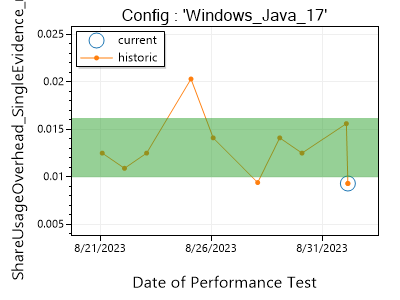 Config : 'Windows_Java_17'
ShareUsageOverhead_SingleEvidence_
current
historic
0.025
0.02
0.015
0.01
0.005
8/21/2023
8/26/2023
8/31/2023
Date of Performance Test